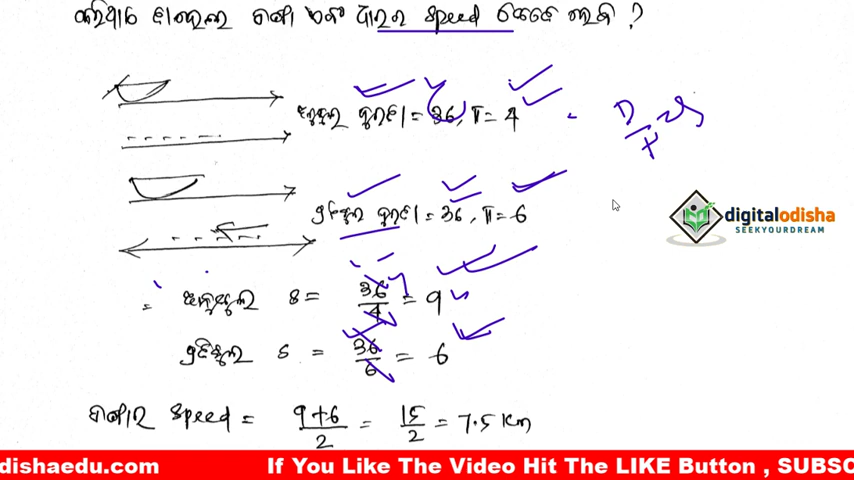 ଡଙ୍ଗା ଏବଂ ସ୍ରୋତର speed କେତେ ?
ଅନୁକୂଳ ଦୂରତା = 36, T = 4
D/T = S
ପ୍ରତିକୂଳ ଦୂରତା = 36, T = 6
digitalodisha
SEEKYOURDREAM
= ଅନୁକୂଳ S = 36/4 = 9
ପ୍ରତିକୂଳ S = 36/6 = 6
ଡଙ୍ଗାର speed = 9+6/2 = 15/2 = 7.5 Km
dishaedu.com If You Like The Video Hit The LIKE Button , SUBSC